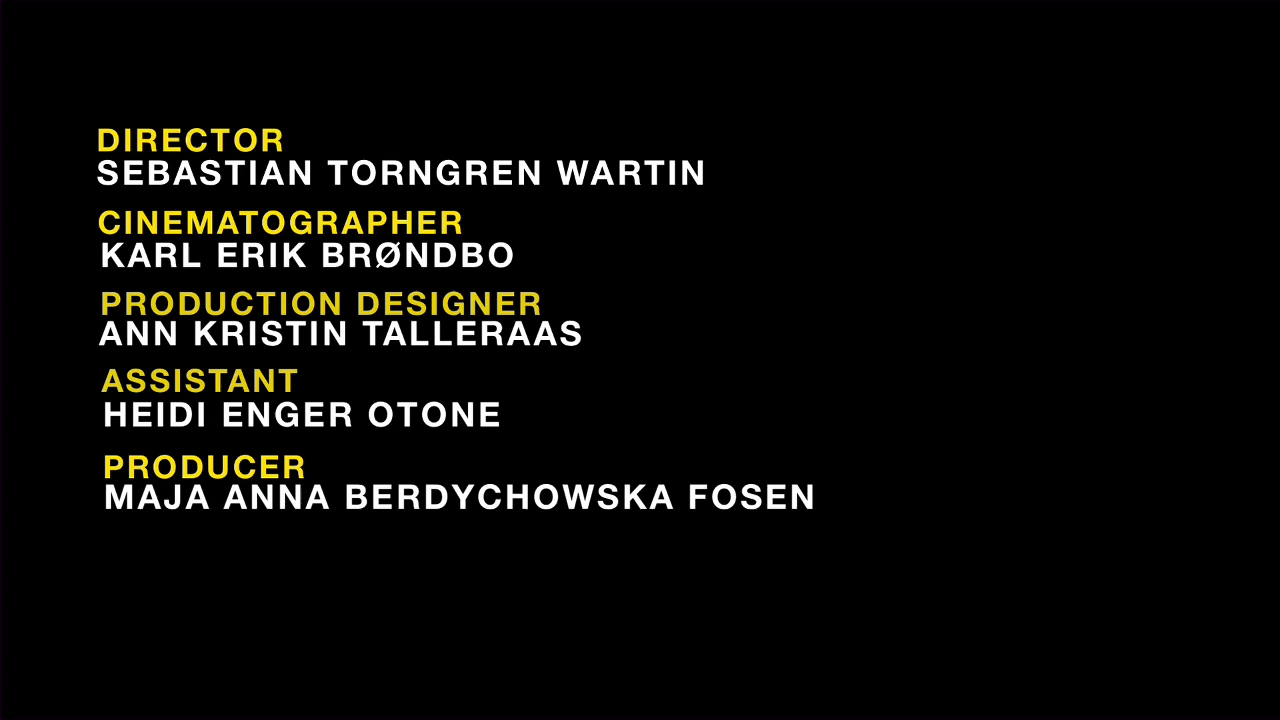 DIRECTOR
SEBASTIAN TORNGREN WARTIN
CINEMATOGRAPHER
KARL ERIK BRØNDBO
PRODUCTION DESIGNER
ANN KRISTIN TALLERAAS
ASSISTANT
HEIDI ENGER OTONE
PRODUCER
MAJA ANNA BERDYCHOWSKA FOSEN